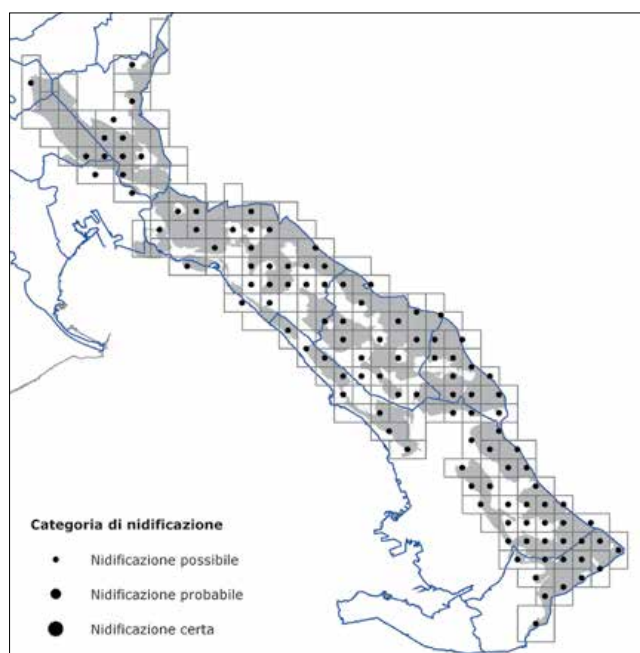 Categoria di nidificazione
Nidificazione possibile
Nidificazione probabile
Nidificazione certa